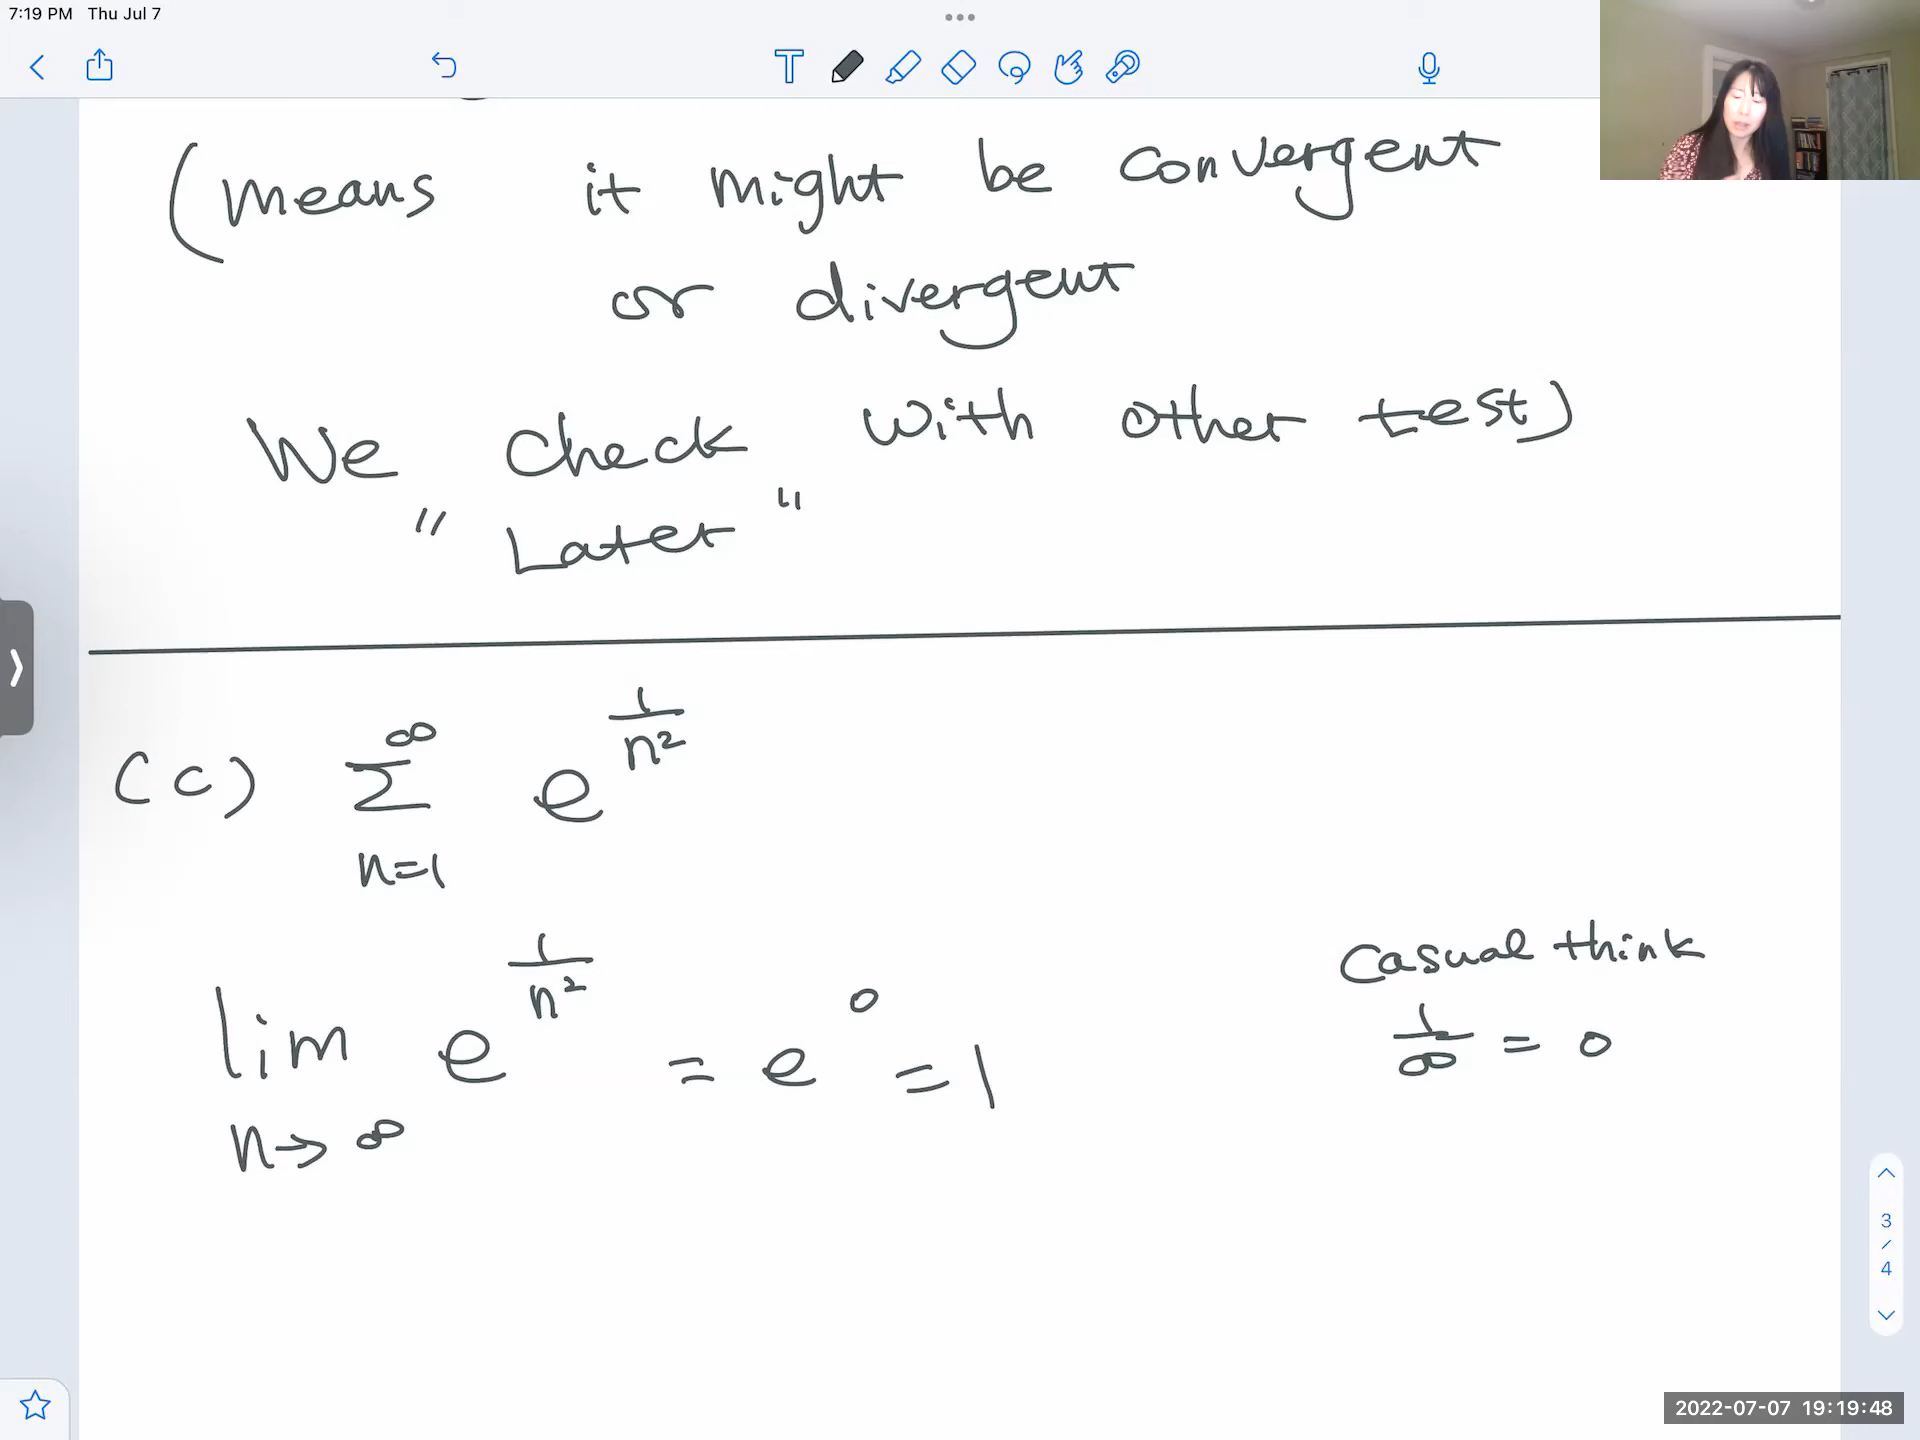 7:19 PM Thu Jul 7
T
(means it might be convergent
or divergent
We check with other test)
" Later "
(c) ∞ Σ n=1 e^(1/n²)
lim n→∞ e^(1/n²) = e^0 = 1
Casual think
1/∞ = 0
3
/
4
2022-07-07 19:19:48